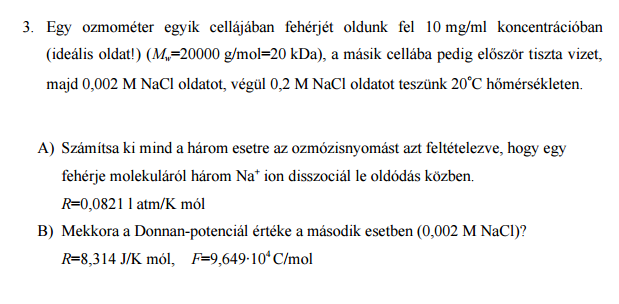 3. Egy ozmométer egyik cellájában fehérjét oldunk fel 10 mg/ml koncentrációban
(ideális oldat!) (Mw=20000 g/mol=20 kDa), a másik cellába pedig először tiszta vizet,
majd 0,002 M NaCl oldatot, végül 0,2 M NaCl oldatot teszünk 20°C hőmérsékleten.
A) Számítsa ki mind a három esetre az ozmózisnyomást azt feltételezve, hogy egy
fehérje molekuláról három Na⁺ ion disszociál le oldódás közben.
R=0,0821 l atm/K mól
B) Mekkora a Donnan-potenciál értéke a második esetben (0,002 M NaCl)?
R=8,314 J/K mól, F=9,649·10⁴ C/mol